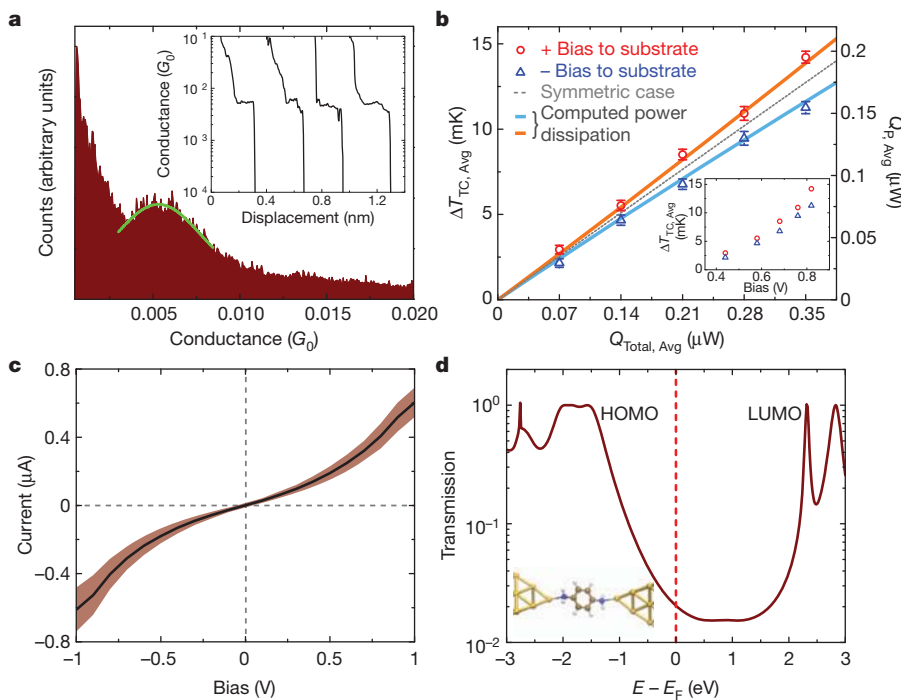 a
Counts (arbitrary units)
Conductance (G0)
0.005
0.010
0.015
0.020
Conductance (G0)
10 1
10 2
10 3
10 4
0
0.4
0.8
1.2
Displacement (nm)
b
ΔTTC, Avg (mK)
15
10
5
0
+ Bias to substrate
– Bias to substrate
Symmetric case
Computed power
dissipation
0.2
0.15
0.1
0.05
0
QP, Avg (μW)
0.07
0.14
0.21
0.28
0.35
QTotal, Avg (μW)
ΔTTC, Avg
(mK)
15
10
5
0
0.4
0.6
0.8
Bias (V)
c
Current (μA)
0.8
0.4
0
–0.4
–0.8
–1
–0.5
0
0.5
1
Bias (V)
d
Transmission
10^0
10^–1
10^–2
HOMO
LUMO
–3
–2
–1
0
1
2
3
E – EF (eV)